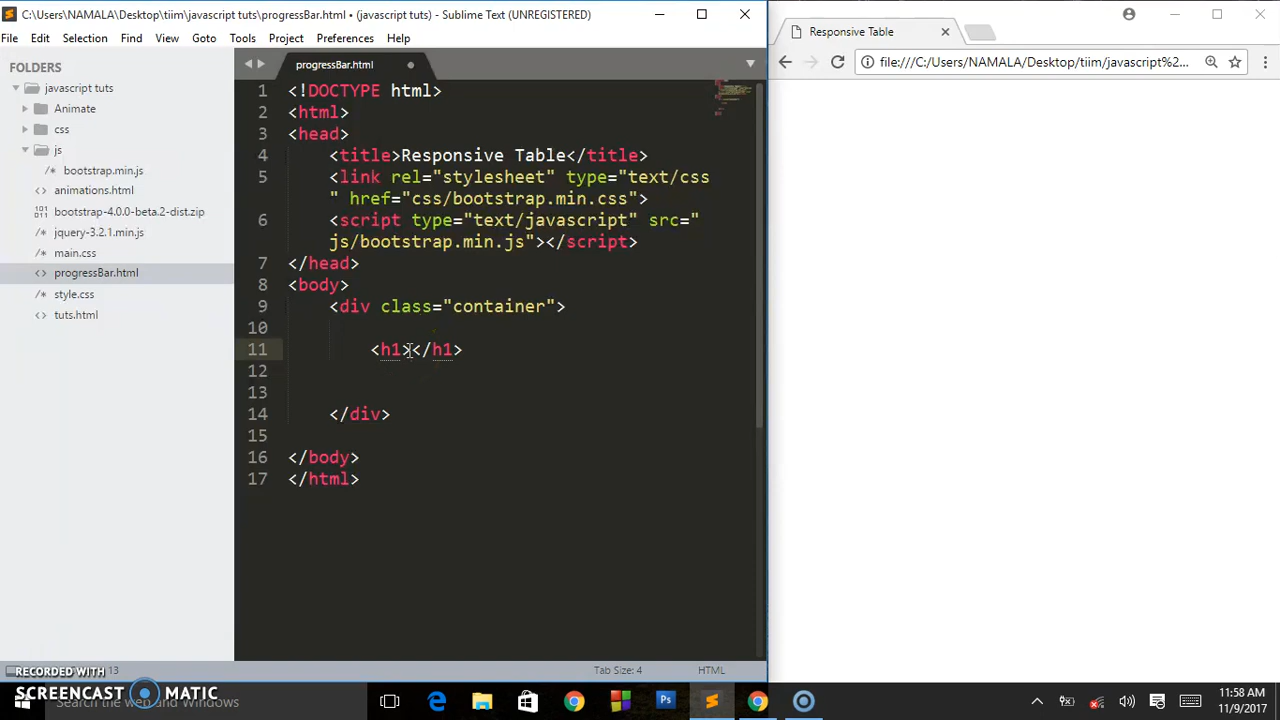 C:\Users\NAMALA\Desktop\tiim\javascript tuts\progressBar.html • (javascript tuts) - Sublime Text (UNREGISTERED)
File Edit Selection Find View Goto Tools Project Preferences Help
FOLDERS
javascript tuts
Animate
css
js
bootstrap.min.js
animations.html
bootstrap-4.0.0-beta.2-dist.zip
jquery-3.2.1.min.js
main.css
progressBar.html
style.css
tuts.html
progressBar.html
1 <!DOCTYPE html>
2 <html>
3 <head>
4 <title>Responsive Table</title>
5 <link rel="stylesheet" type="text/css
" href="css/bootstrap.min.css">
6 <script type="text/javascript" src="
js/bootstrap.min.js"></script>
7 </head>
8 <body>
9 <div class="container">
10
11 <h1></h1>
12
13
14 </div>
15
16 </body>
17 </html>
13
Tab Size: 4 HTML
Responsive Table
file:///C:/Users/NAMALA/Desktop/tiim/javascript%2...
RECORDED WITH
SCREENCAST MATIC
Search the web and Windows
Ps
11:58 AM
11/9/2017